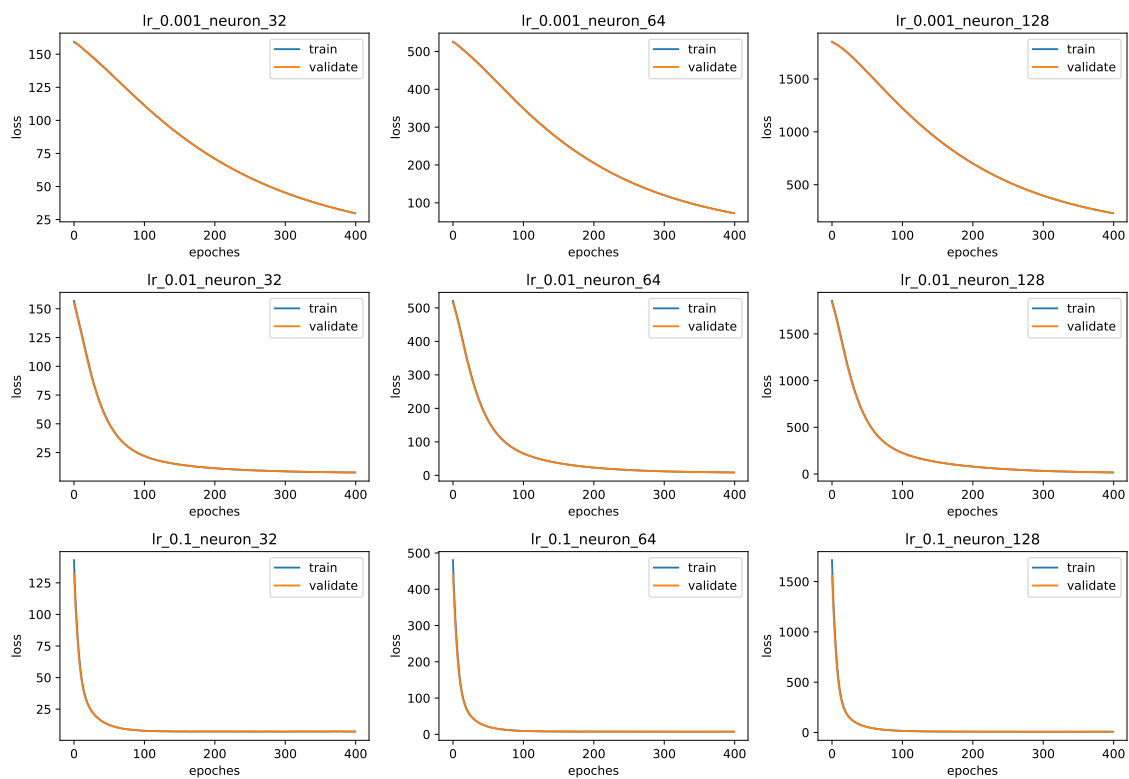 lr_0.001_neuron_32
loss
150
125
100
75
50
25
train
validate
0 100 200 300 400
epoches
lr_0.001_neuron_64
loss
500
400
300
200
100
train
validate
0 100 200 300 400
epoches
lr_0.001_neuron_128
loss
1500
1000
500
train
validate
0 100 200 300 400
epoches
lr_0.01_neuron_32
loss
150
125
100
75
50
25
train
validate
0 100 200 300 400
epoches
lr_0.01_neuron_64
loss
500
400
300
200
100
0
train
validate
0 100 200 300 400
epoches
lr_0.01_neuron_128
loss
1500
1000
500
0
train
validate
0 100 200 300 400
epoches
lr_0.1_neuron_32
loss
125
100
75
50
25
train
validate
0 100 200 300 400
epoches
lr_0.1_neuron_64
loss
500
400
300
200
100
0
train
validate
0 100 200 300 400
epoches
lr_0.1_neuron_128
loss
1500
1000
500
0
train
validate
0 100 200 300 400
epoches